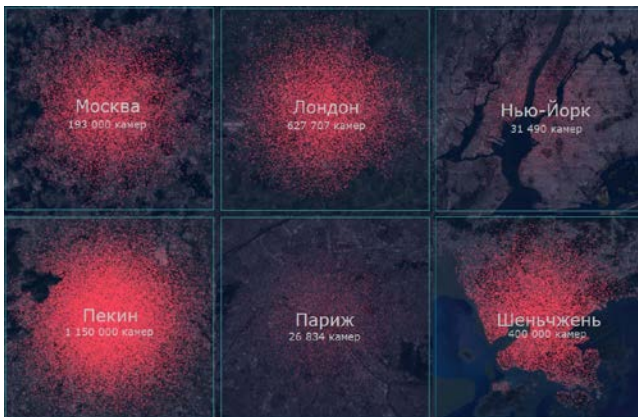 Москва
193 000 камер
Лондон
627 707 камер
Нью-Йорк
31 490 камер
Пекин
1 150 000 камер
Париж
26 834 камер
Шеньчжень
400 000 камер